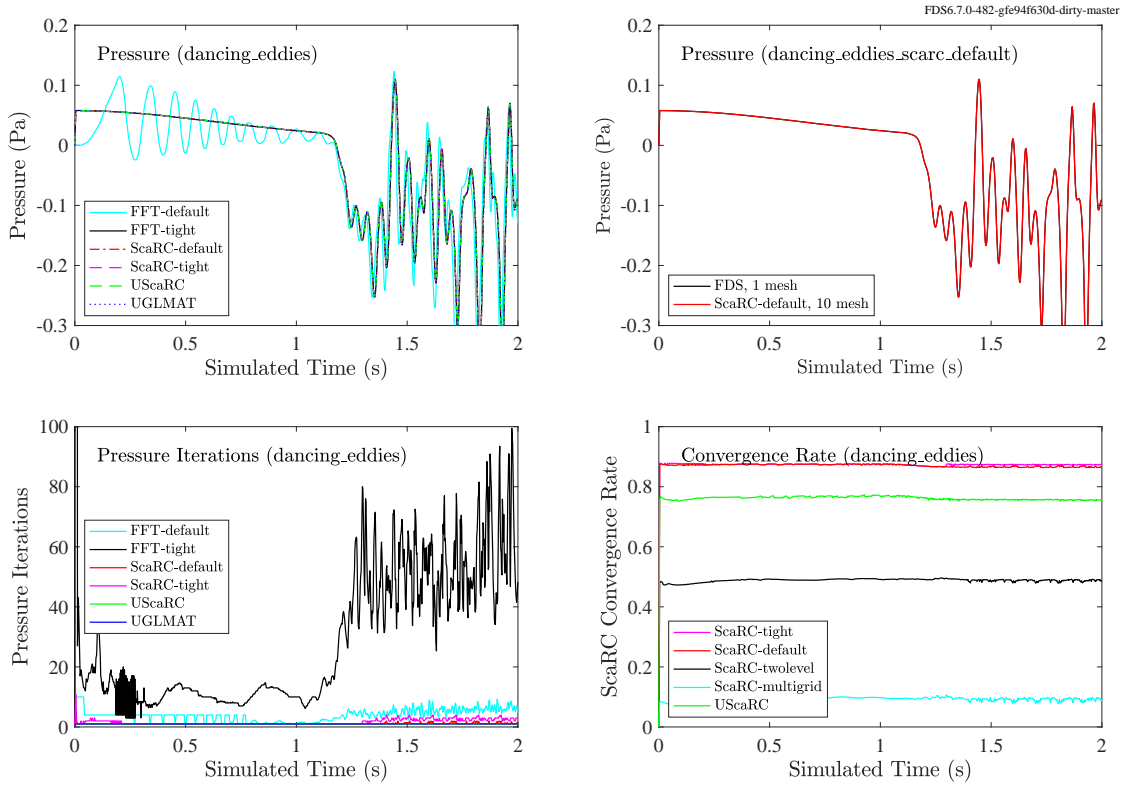 FDS6.7.0-482-gfe94f630d-dirty-master
Pressure (dancing_eddies)
0.2
0.1
0
-0.1
-0.2
-0.3
Pressure (Pa)
FFT-default
FFT-tight
ScaRC-default
ScaRC-tight
UScaRC
UGLMAT
0 0.5 1 1.5 2
Simulated Time (s)
Pressure (dancing_eddies_scarc_default)
0.2
0.1
0
-0.1
-0.2
-0.3
Pressure (Pa)
FDS, 1 mesh
ScaRC-default, 10 mesh
0 0.5 1 1.5 2
Simulated Time (s)
Pressure Iterations (dancing_eddies)
100
80
60
40
20
0
Pressure Iterations
FFT-default
FFT-tight
ScaRC-default
ScaRC-tight
UScaRC
UGLMAT
0 0.5 1 1.5 2
Simulated Time (s)
Convergence Rate (dancing_eddies)
1
0.8
0.6
0.4
0.2
0
ScaRC Convergence Rate
ScaRC-tight
ScaRC-default
ScaRC-twolevel
ScaRC-multigrid
UScaRC
0 0.5 1 1.5 2
Simulated Time (s)